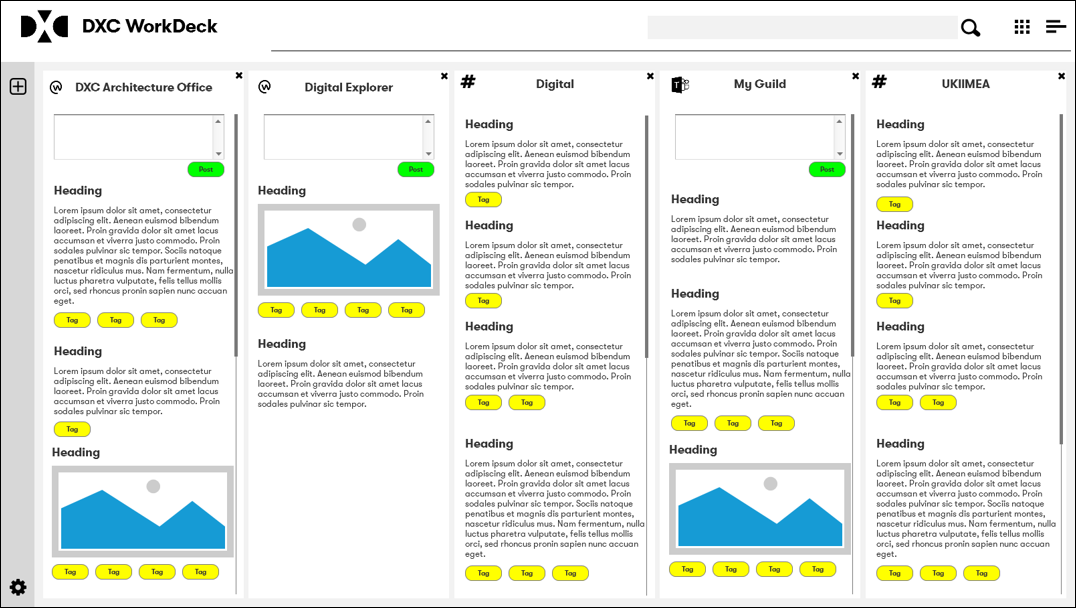 DXC WorkDeck
DXC Architecture Office
Post
Heading
Lorem ipsum dolor sit amet, consectetur
adipiscing elit. Aenean euismod bibendum
laoreet. Proin gravida dolor sit amet lacus
accumsan et viverra justo commodo. Proin
sodales pulvinar sic tempor. Sociis natoque
penatibus et magnis dis parturient montes,
nascetur ridiculus mus. Nam fermentum, nulla
luctus pharetra vulputate, felis tellus mollis
orci, sed rhoncus pronin sapien nunc accuan
eget.
Tag Tag Tag
Heading
Lorem ipsum dolor sit amet, consectetur
adipiscing elit. Aenean euismod bibendum
laoreet. Proin gravida dolor sit amet lacus
accumsan et viverra justo commodo. Proin
sodales pulvinar sic tempor.
Tag
Heading
Tag Tag Tag Tag
Digital Explorer
Post
Heading
Tag Tag Tag Tag
Heading
Lorem ipsum dolor sit amet, consectetur
adipiscing elit. Aenean euismod bibendum
laoreet. Proin gravida dolor sit amet lacus
accumsan et viverra justo commodo. Proin
sodales pulvinar sic tempor.
# Digital
Heading
Lorem ipsum dolor sit amet, consectetur
adipiscing elit. Aenean euismod bibendum
laoreet. Proin gravida dolor sit amet lacus
accumsan et viverra justo commodo. Proin
sodales pulvinar sic tempor.
Tag
Heading
Lorem ipsum dolor sit amet, consectetur
adipiscing elit. Aenean euismod bibendum
laoreet. Proin gravida dolor sit amet lacus
accumsan et viverra justo commodo. Proin
sodales pulvinar sic tempor.
Tag
Heading
Lorem ipsum dolor sit amet, consectetur
adipiscing elit. Aenean euismod bibendum
laoreet. Proin gravida dolor sit amet lacus
accumsan et viverra justo commodo. Proin
sodales pulvinar sic tempor.
Tag Tag
Heading
Lorem ipsum dolor sit amet, consectetur
adipiscing elit. Aenean euismod bibendum
laoreet. Proin gravida dolor sit amet lacus
accumsan et viverra justo commodo. Proin
sodales pulvinar sic tempor. Sociis natoque
penatibus et magnis dis parturient montes,
nascetur ridiculus mus. Nam fermentum, nulla
luctus pharetra vulputate, felis tellus mollis
orci, sed rhoncus pronin sapien nunc accuan
eget.
Tag Tag Tag
My Guild
Post
Heading
Lorem ipsum dolor sit amet, consectetur
adipiscing elit. Aenean euismod bibendum
laoreet. Proin gravida dolor sit amet lacus
accumsan et viverra justo commodo. Proin
sodales pulvinar sic tempor.
Heading
Lorem ipsum dolor sit amet, consectetur
adipiscing elit. Aenean euismod bibendum
laoreet. Proin gravida dolor sit amet lacus
accumsan et viverra justo commodo. Proin
sodales pulvinar sic tempor. Sociis natoque
penatibus et magnis dis parturient montes,
nascetur ridiculus mus. Nam fermentum, nulla
luctus pharetra vulputate, felis tellus mollis
orci, sed rhoncus pronin sapien nunc accuan
eget.
Tag Tag Tag
Heading
Tag Tag Tag Tag
# UKIIMEA
Heading
Lorem ipsum dolor sit amet, consectetur
adipiscing elit. Aenean euismod bibendum
laoreet. Proin gravida dolor sit amet lacus
accumsan et viverra justo commodo. Proin
sodales pulvinar sic tempor.
Tag
Heading
Lorem ipsum dolor sit amet, consectetur
adipiscing elit. Aenean euismod bibendum
laoreet. Proin gravida dolor sit amet lacus
accumsan et viverra justo commodo. Proin
sodales pulvinar sic tempor.
Tag
Heading
Lorem ipsum dolor sit amet, consectetur
adipiscing elit. Aenean euismod bibendum
laoreet. Proin gravida dolor sit amet lacus
accumsan et viverra justo commodo. Proin
sodales pulvinar sic tempor.
Tag Tag
Heading
Lorem ipsum dolor sit amet, consectetur
adipiscing elit. Aenean euismod bibendum
laoreet. Proin gravida dolor sit amet lacus
accumsan et viverra justo commodo. Proin
sodales pulvinar sic tempor. Sociis natoque
penatibus et magnis dis parturient montes,
nascetur ridiculus mus. Nam fermentum, nulla
luctus pharetra vulputate, felis tellus mollis
orci, sed rhoncus pronin sapien nunc accuan
eget.
Tag Tag Tag